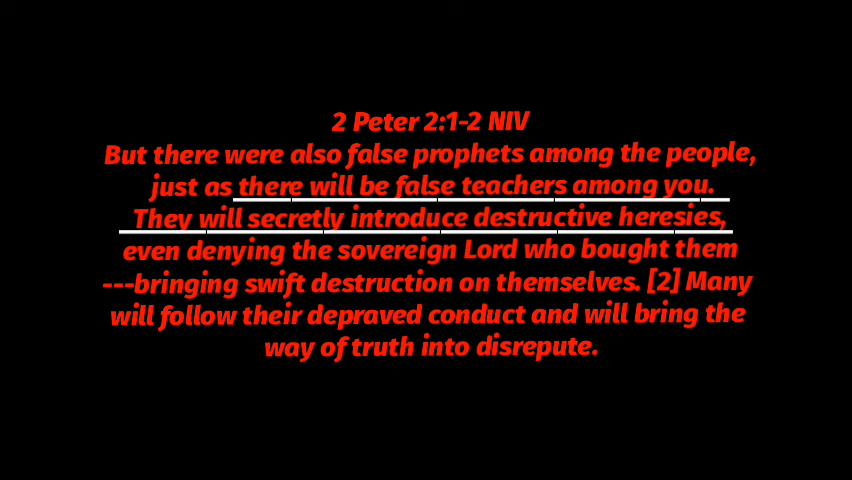 2 Peter 2:1-2 NIV
But there were also false prophets among the people,
just as there will be false teachers among you.
They will secretly introduce destructive heresies,
even denying the sovereign Lord who bought them
---bringing swift destruction on themselves. [2] Many
will follow their depraved conduct and will bring the
way of truth into disrepute.